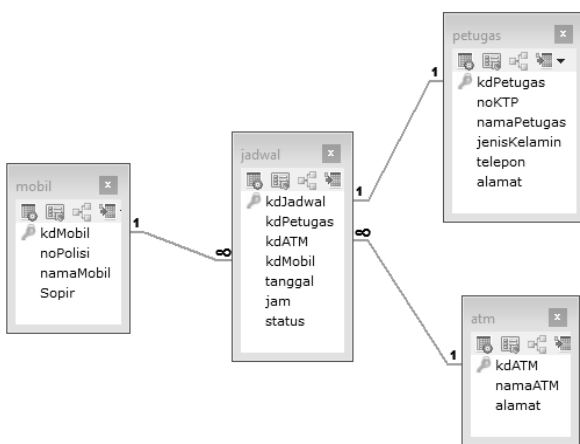 petugas
kdPetugas
noKTP
namaPetugas
jenisKelamin
telepon
alamat
1
jadwal
kdJadwal
kdPetugas
kdATM
kdMobil
tanggal
jam
status
1
∞
∞
mobil
kdMobil
noPolisi
namaMobil
Sopir
1
atm
kdATM
namaATM
alamat
1